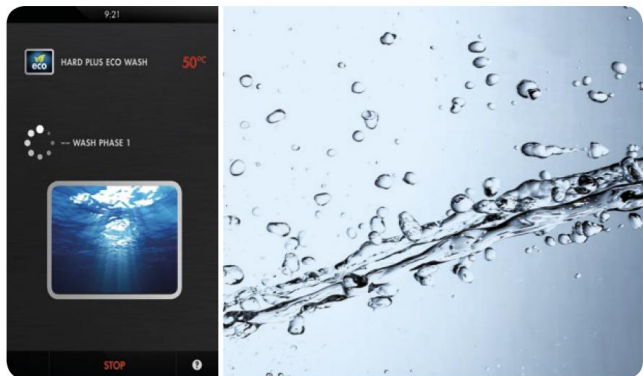 9:21
eco
HARD PLUS ECO WASH 50°C
-- WASH PHASE 1
STOP
?